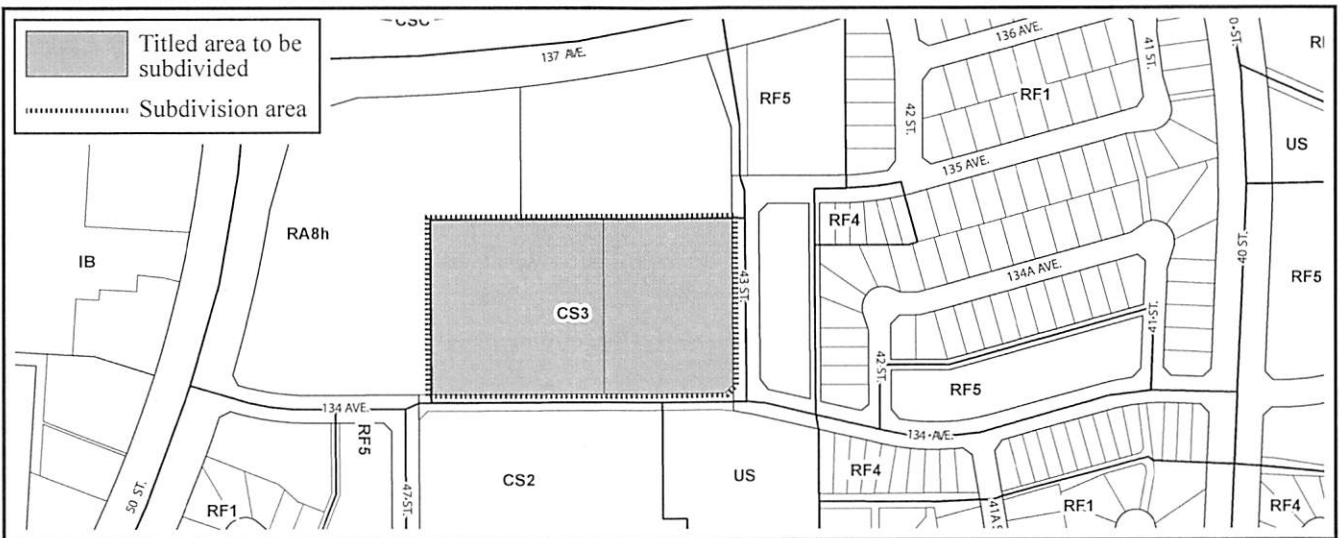 Titled area to be
subdivided
Subdivision area
CSC
137 AVE.
136 AVE.
41 ST.
RF5
RF1
42 ST.
US
135 AVE.
RA8h
RF4
IB
134A AVE.
40 ST.
RF5
43 ST.
CS3
41 ST.
42 ST.
RF5
134 AVE.
RF5
134 AVE.
CS2
US
RF4
50 ST.
RF1
47 ST.
41A S
RF1
RF4